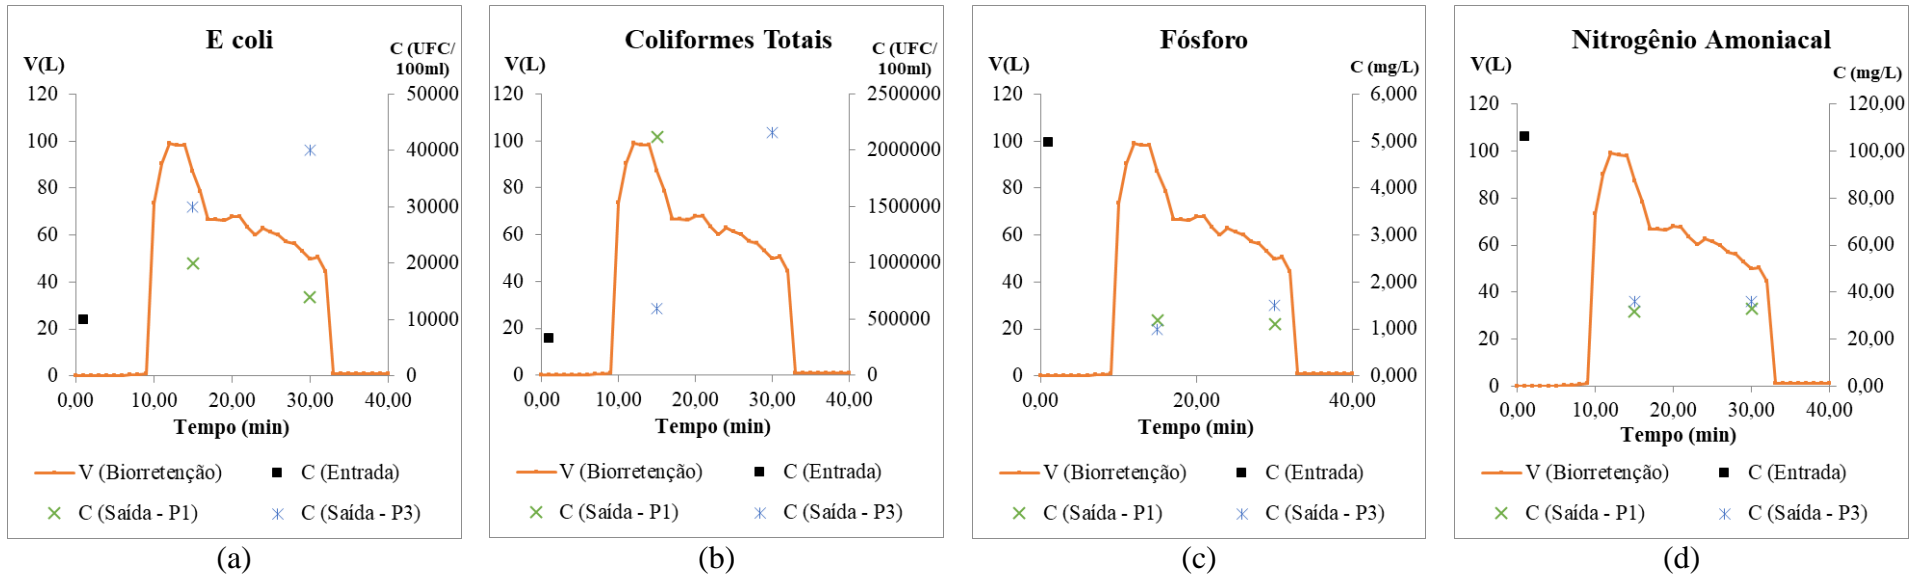 E coli
V(L)
C (UFC/
100ml)
120
100
80
60
40
20
0
50000
40000
30000
20000
10000
0
0,00 10,00 20,00 30,00 40,00
Tempo (min)
V (Biorretenção) C (Entrada)
C (Saída - P1) C (Saída - P3)
(a)
Coliformes Totais
V(L)
C (UFC/
100ml)
120
100
80
60
40
20
0
2500000
2000000
1500000
1000000
500000
0
0,00 10,00 20,00 30,00 40,00
Tempo (min)
V (Biorretenção) C (Entrada)
C (Saída - P1) C (Saída - P3)
(b)
Fósforo
V(L)
C (mg/L)
120
100
80
60
40
20
0
6,000
5,000
4,000
3,000
2,000
1,000
0,000
0,00 20,00 40,00
Tempo (min)
V (Biorretenção) C (Entrada)
C (Saída - P1) C (Saída - P3)
(c)
Nitrogênio Amoniacal
V(L)
C (mg/L)
120
100
80
60
40
20
0
120,00
100,00
80,00
60,00
40,00
20,00
0,00
0,00 10,00 20,00 30,00 40,00
Tempo (min)
V (Biorretenção) C (Entrada)
C (Saída - P1) C (Saída - P3)
(d)